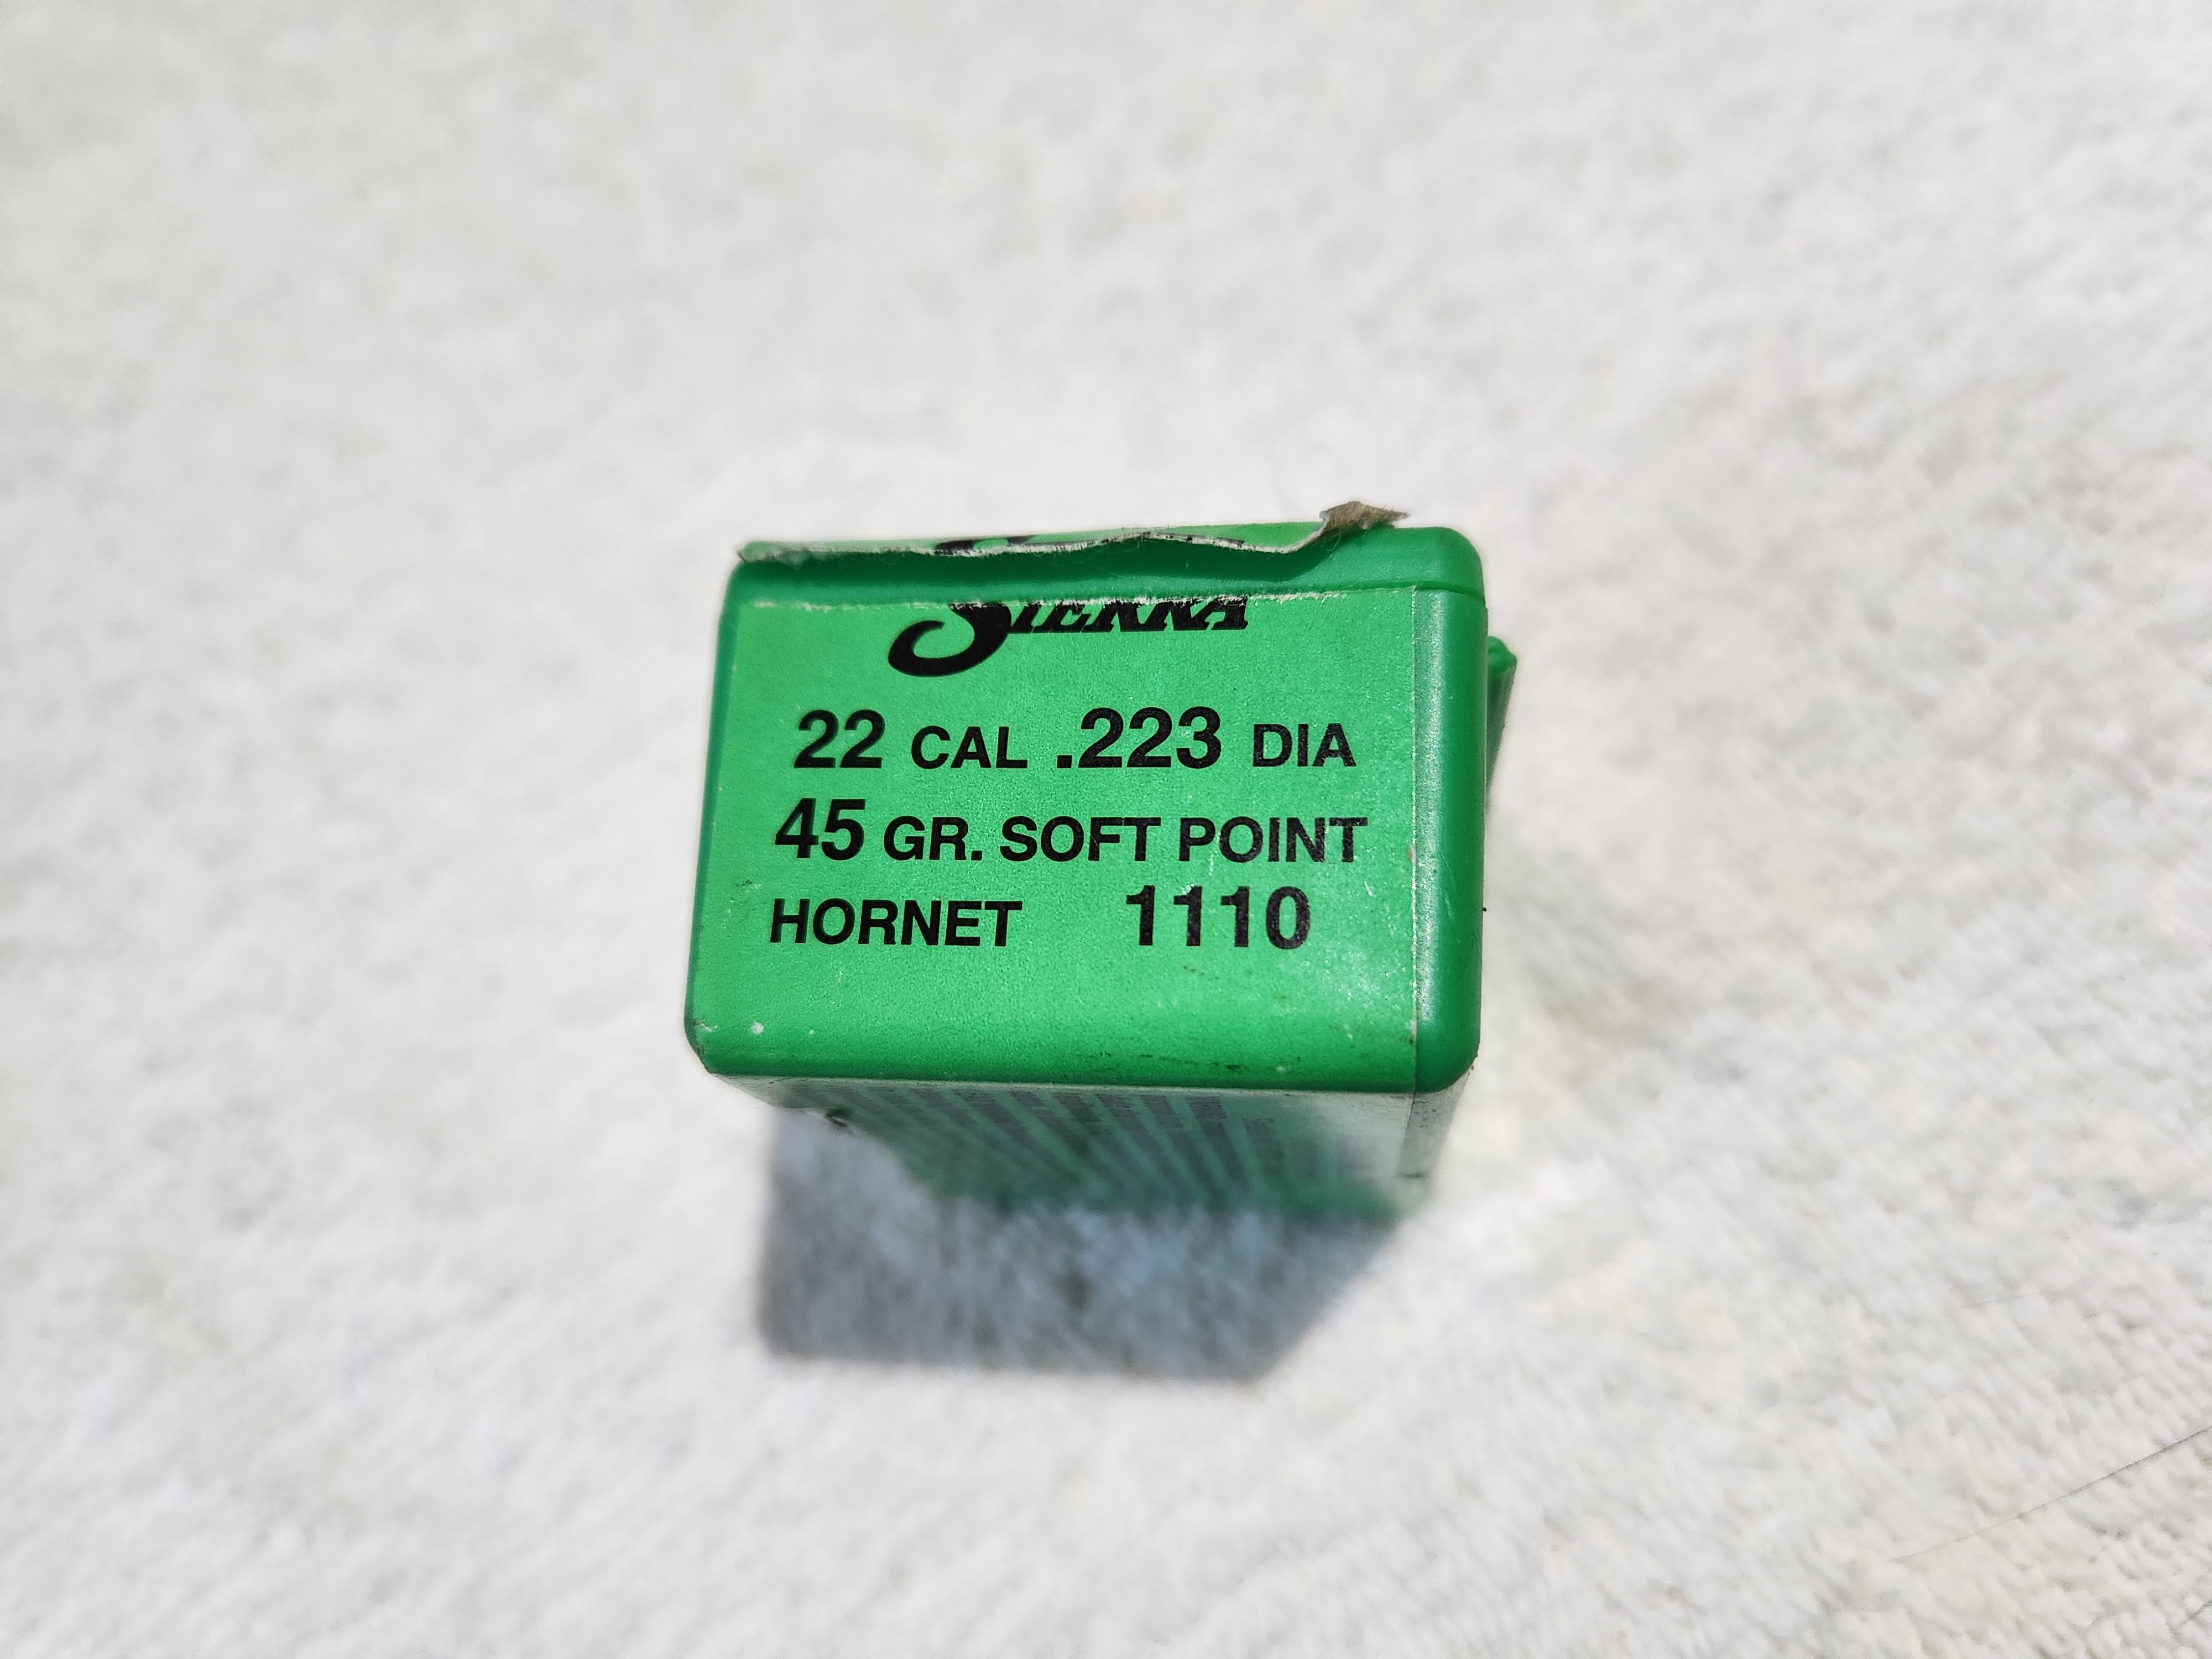 SIERRA
22 CAL .223 DIA
45 GR. SOFT POINT
HORNET 1110